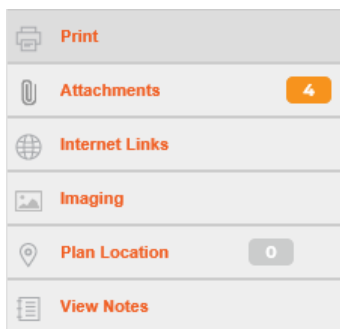 Print
Attachments 4
Internet Links
Imaging
Plan Location 0
View Notes